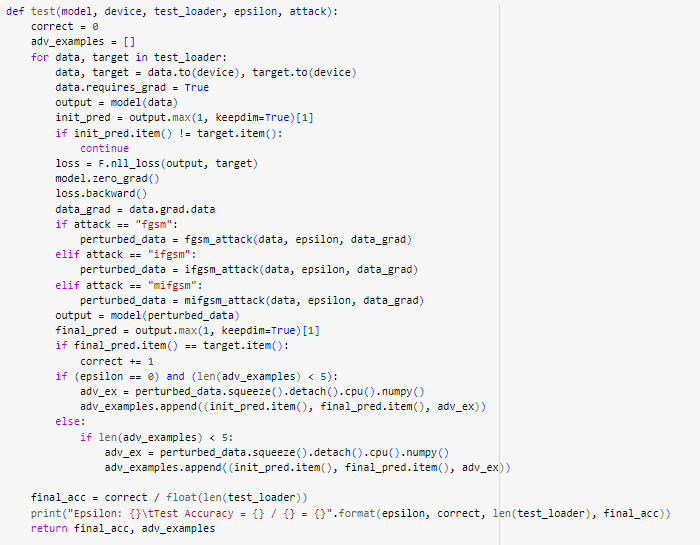 def test(model, device, test_loader, epsilon, attack):
    correct = 0
    adv_examples = []
    for data, target in test_loader:
        data, target = data.to(device), target.to(device)
        data.requires_grad = True
        output = model(data)
        init_pred = output.max(1, keepdim=True)[1]
        if init_pred.item() != target.item():
            continue
        loss = F.nll_loss(output, target)
        model.zero_grad()
        loss.backward()
        data_grad = data.grad.data
        if attack == "fgsm":
            perturbed_data = fgsm_attack(data, epsilon, data_grad)
        elif attack == "ifgsm":
            perturbed_data = ifgsm_attack(data, epsilon, data_grad)
        elif attack == "mifgsm":
            perturbed_data = mifgsm_attack(data, epsilon, data_grad)
        output = model(perturbed_data)
        final_pred = output.max(1, keepdim=True)[1]
        if final_pred.item() == target.item():
            correct += 1
        if (epsilon == 0) and (len(adv_examples) < 5):
            adv_ex = perturbed_data.squeeze().detach().cpu().numpy()
            adv_examples.append((init_pred.item(), final_pred.item(), adv_ex))
        else:
            if len(adv_examples) < 5:
                adv_ex = perturbed_data.squeeze().detach().cpu().numpy()
                adv_examples.append((init_pred.item(), final_pred.item(), adv_ex))

    final_acc = correct / float(len(test_loader))
    print("Epsilon: {}\tTest Accuracy = {} / {} = {}".format(epsilon, correct, len(test_loader), final_acc))
    return final_acc, adv_examples